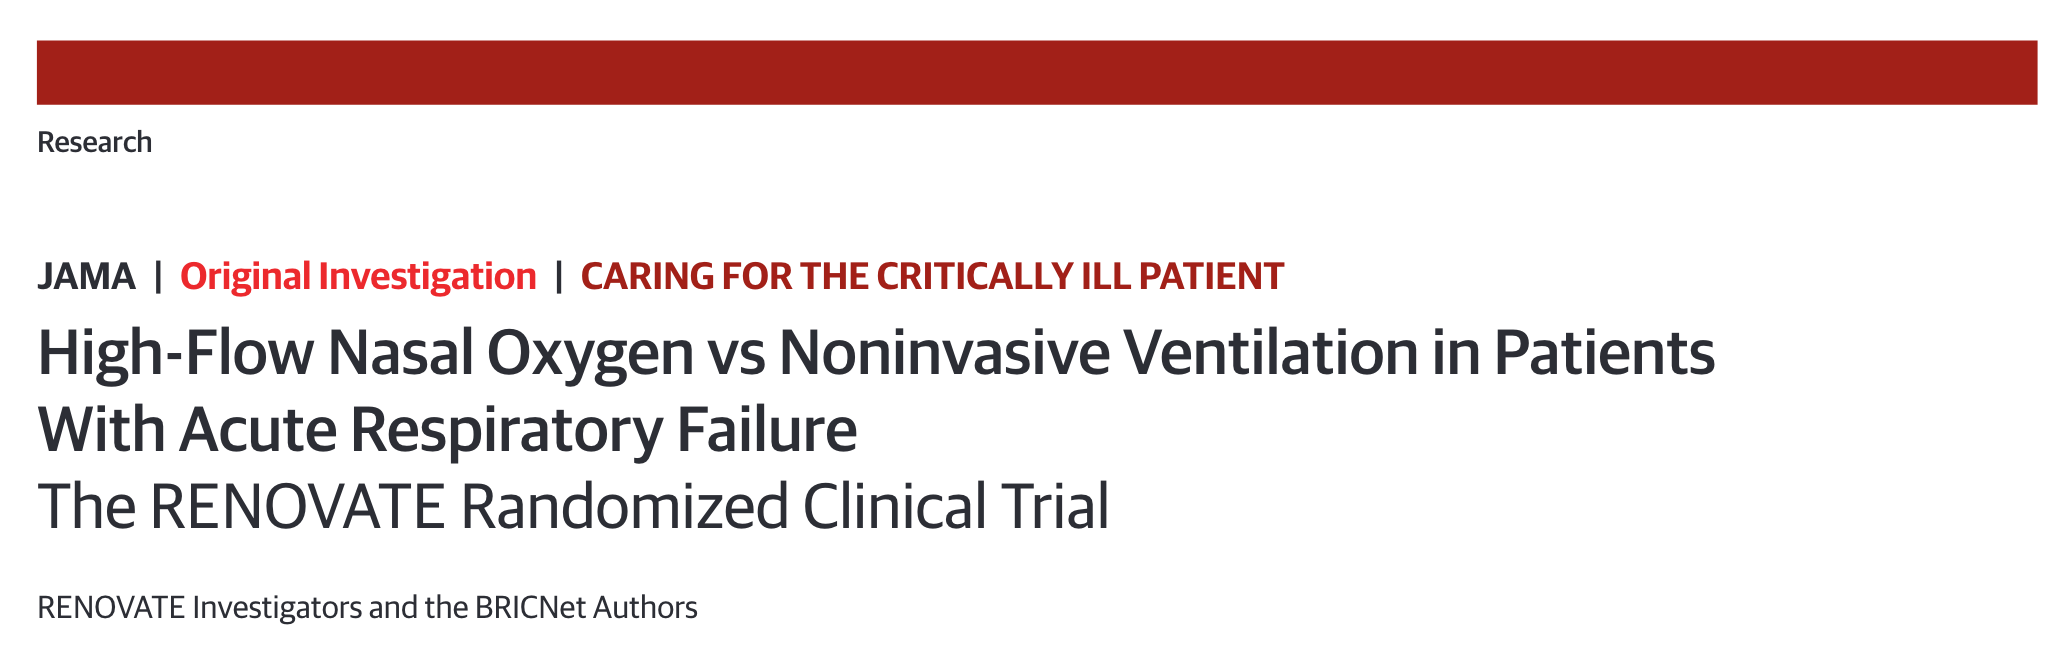 Research
JAMA | Original Investigation | CARING FOR THE CRITICALLY ILL PATIENT
High-Flow Nasal Oxygen vs Noninvasive Ventilation in Patients
With Acute Respiratory Failure
The RENOVATE Randomized Clinical Trial
RENOVATE Investigators and the BRICNet Authors